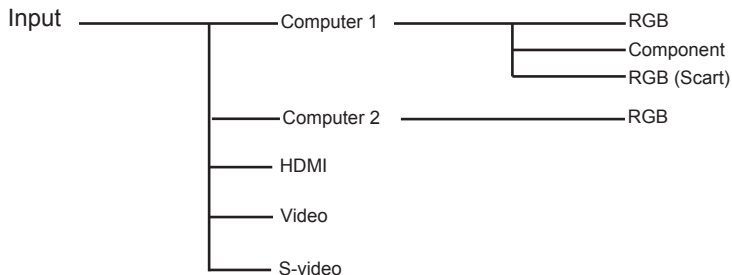 Input
Computer 1
RGB
Component
RGB (Scart)
Computer 2
RGB
HDMI
Video
S-video